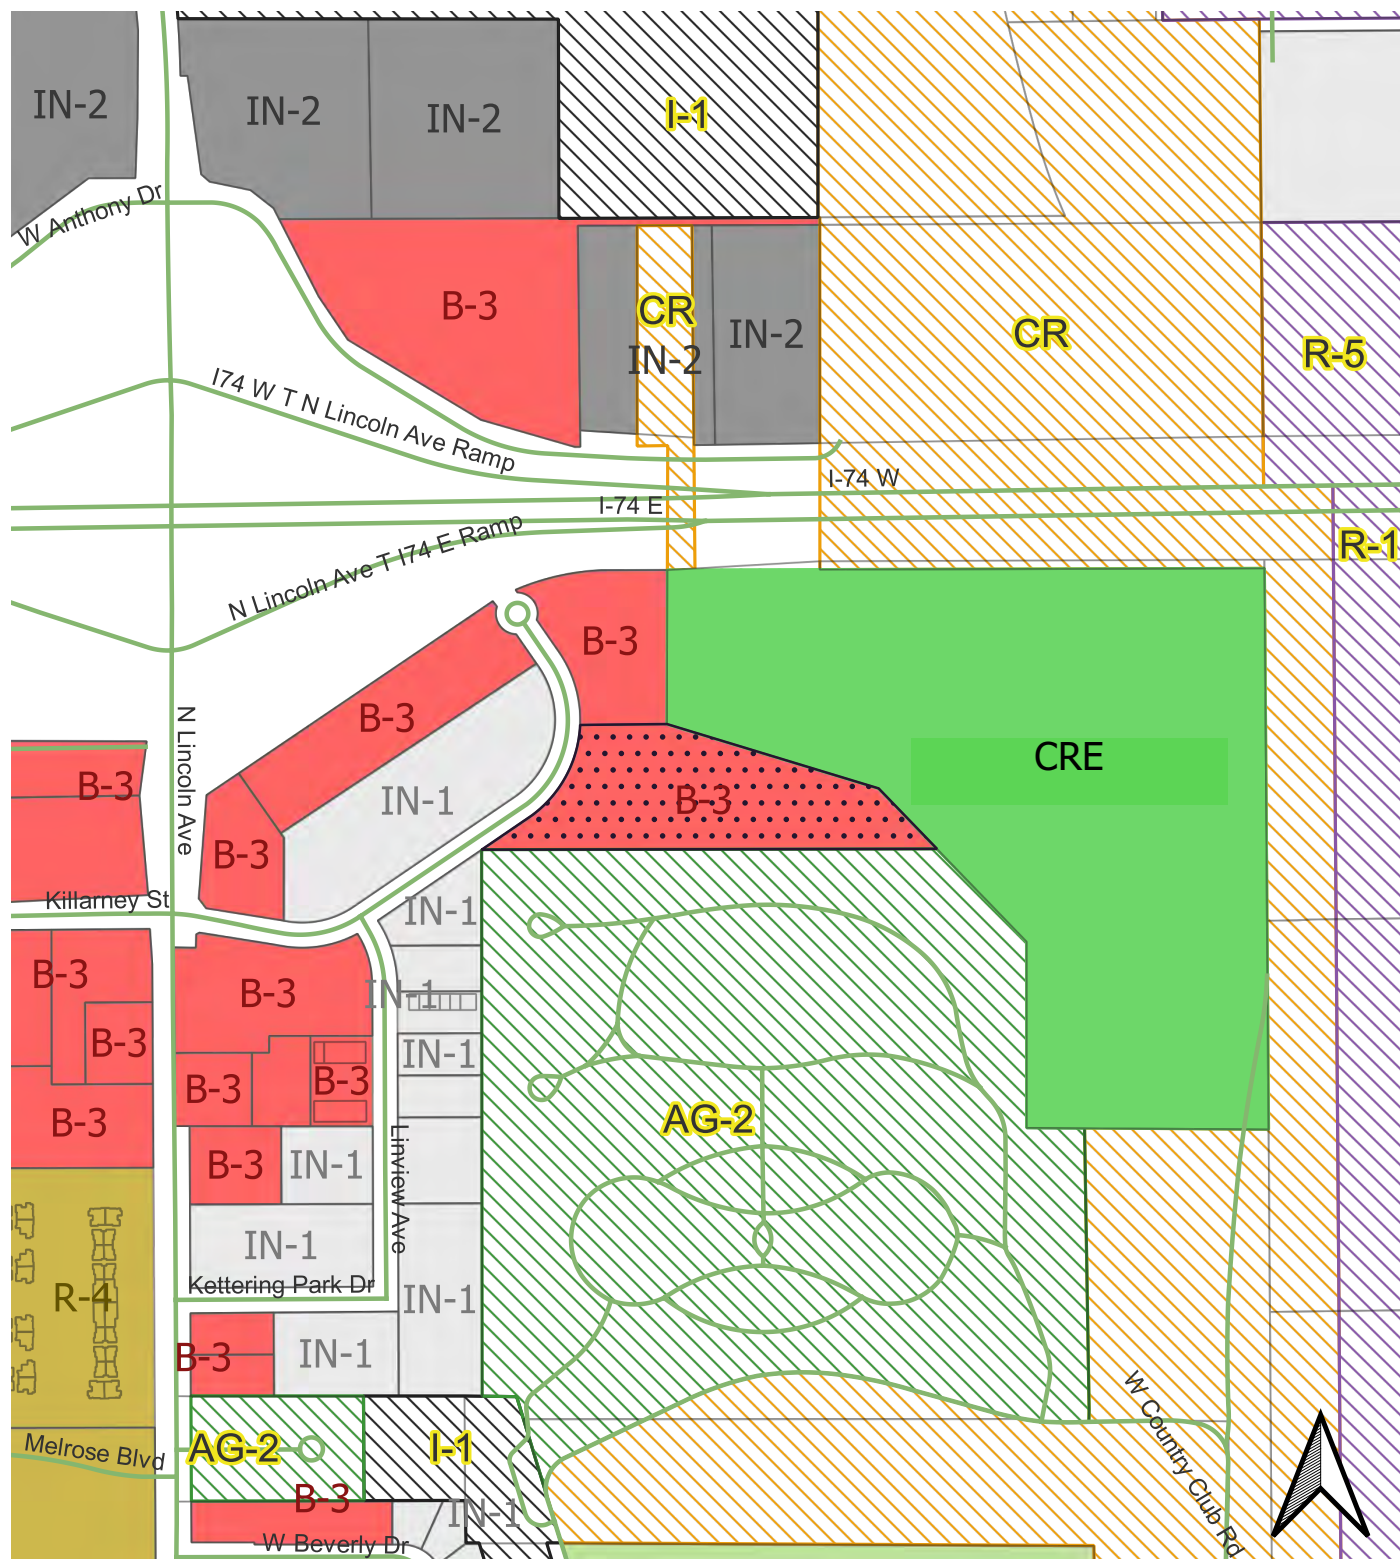 IN-2
IN-2
IN-2
I-1
W Anthony Dr
B-3
CR
IN-2
IN-2
CR
R-5
I74 W T N Lincoln Ave Ramp
I-74 W
I-74 E
N Lincoln Ave T I74 E Ramp
R-1
B-3
B-3
N Lincoln Ave
CRE
B-3
IN-1
B-3
B-3
Killarney St
IN-1
B-3
B-3
IN-1
B-3
IN-1
B-3
B-3
B-3
AG-2
Linview Ave
B-3
IN-1
IN-1
Kettering Park Dr
R-4
IN-1
B-3
IN-1
W Country Club Rd
Melrose Blvd
AG-2
I-1
B-3
IN-1
W Beverly Dr